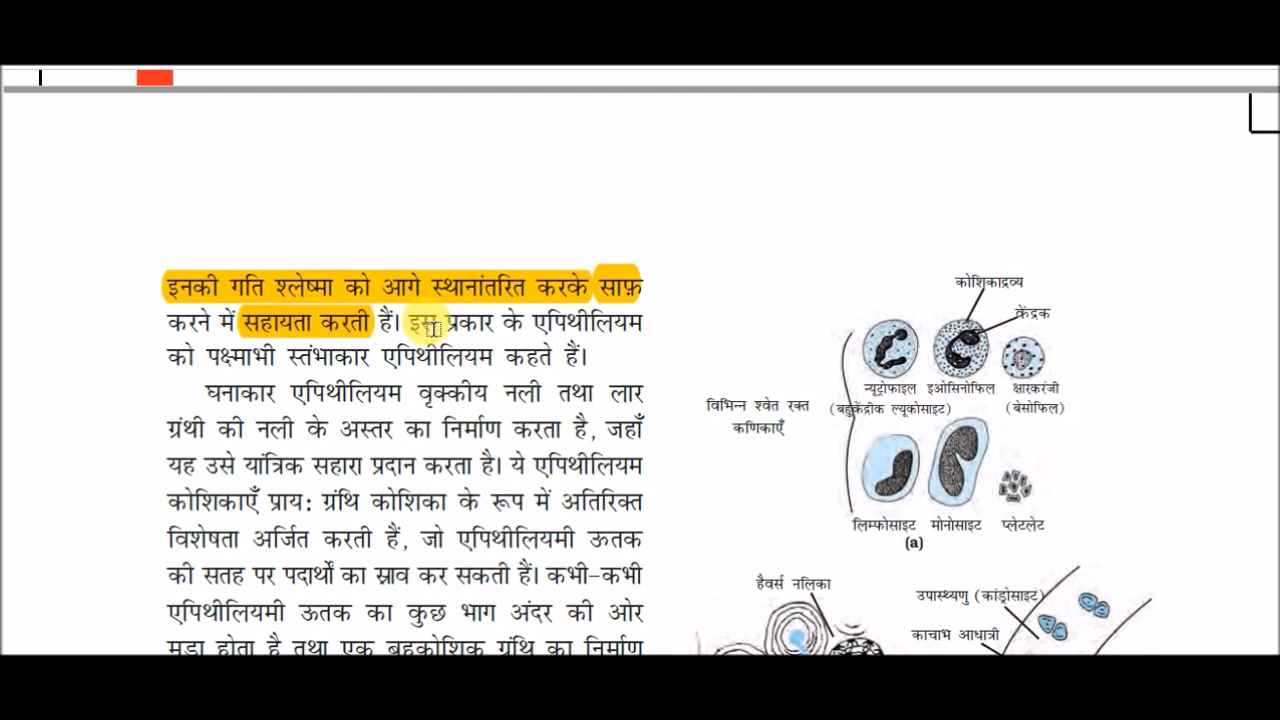 इनकी गति श्लेष्मा को आगे स्थानांतरित करके साफ़
करने में सहायता करती हैं। इस प्रकार के एपिथीलियम
को पक्ष्माभी स्तंभाकार एपिथीलियम कहते हैं।
घनाकार एपिथीलियम वृक्कीय नली तथा लार
ग्रंथी की नली के अस्तर का निर्माण करता है, जहाँ
यह उसे यांत्रिक सहारा प्रदान करता है। ये एपिथीलियम
कोशिकाएँ प्राय: ग्रंथि कोशिका के रूप में अतिरिक्त
विशेषता अर्जित करती हैं, जो एपिथीलियमी ऊतक
की सतह पर पदार्थों का स्राव कर सकती हैं। कभी-कभी
एपिथीलियमी ऊतक का कुछ भाग अंदर की ओर
मुड़ा होता है तथा एक बहुकोशिक ग्रंथि का निर्माण
कोशिकाद्रव्य
केंद्रक
न्यूट्रोफाइल इओसिनोफिल क्षारकरंजी
(बहुकेंद्रीक ल्यूकोसाइट) (बेसोफिल)
विभिन्न श्वेत रक्त
कणिकाएँ
लिम्फोसाइट मोनोसाइट प्लेटलेट
(a)
हैवर्स नलिका
उपास्थ्यणु (कांड्रोसाइट)
काचाभ आधात्री